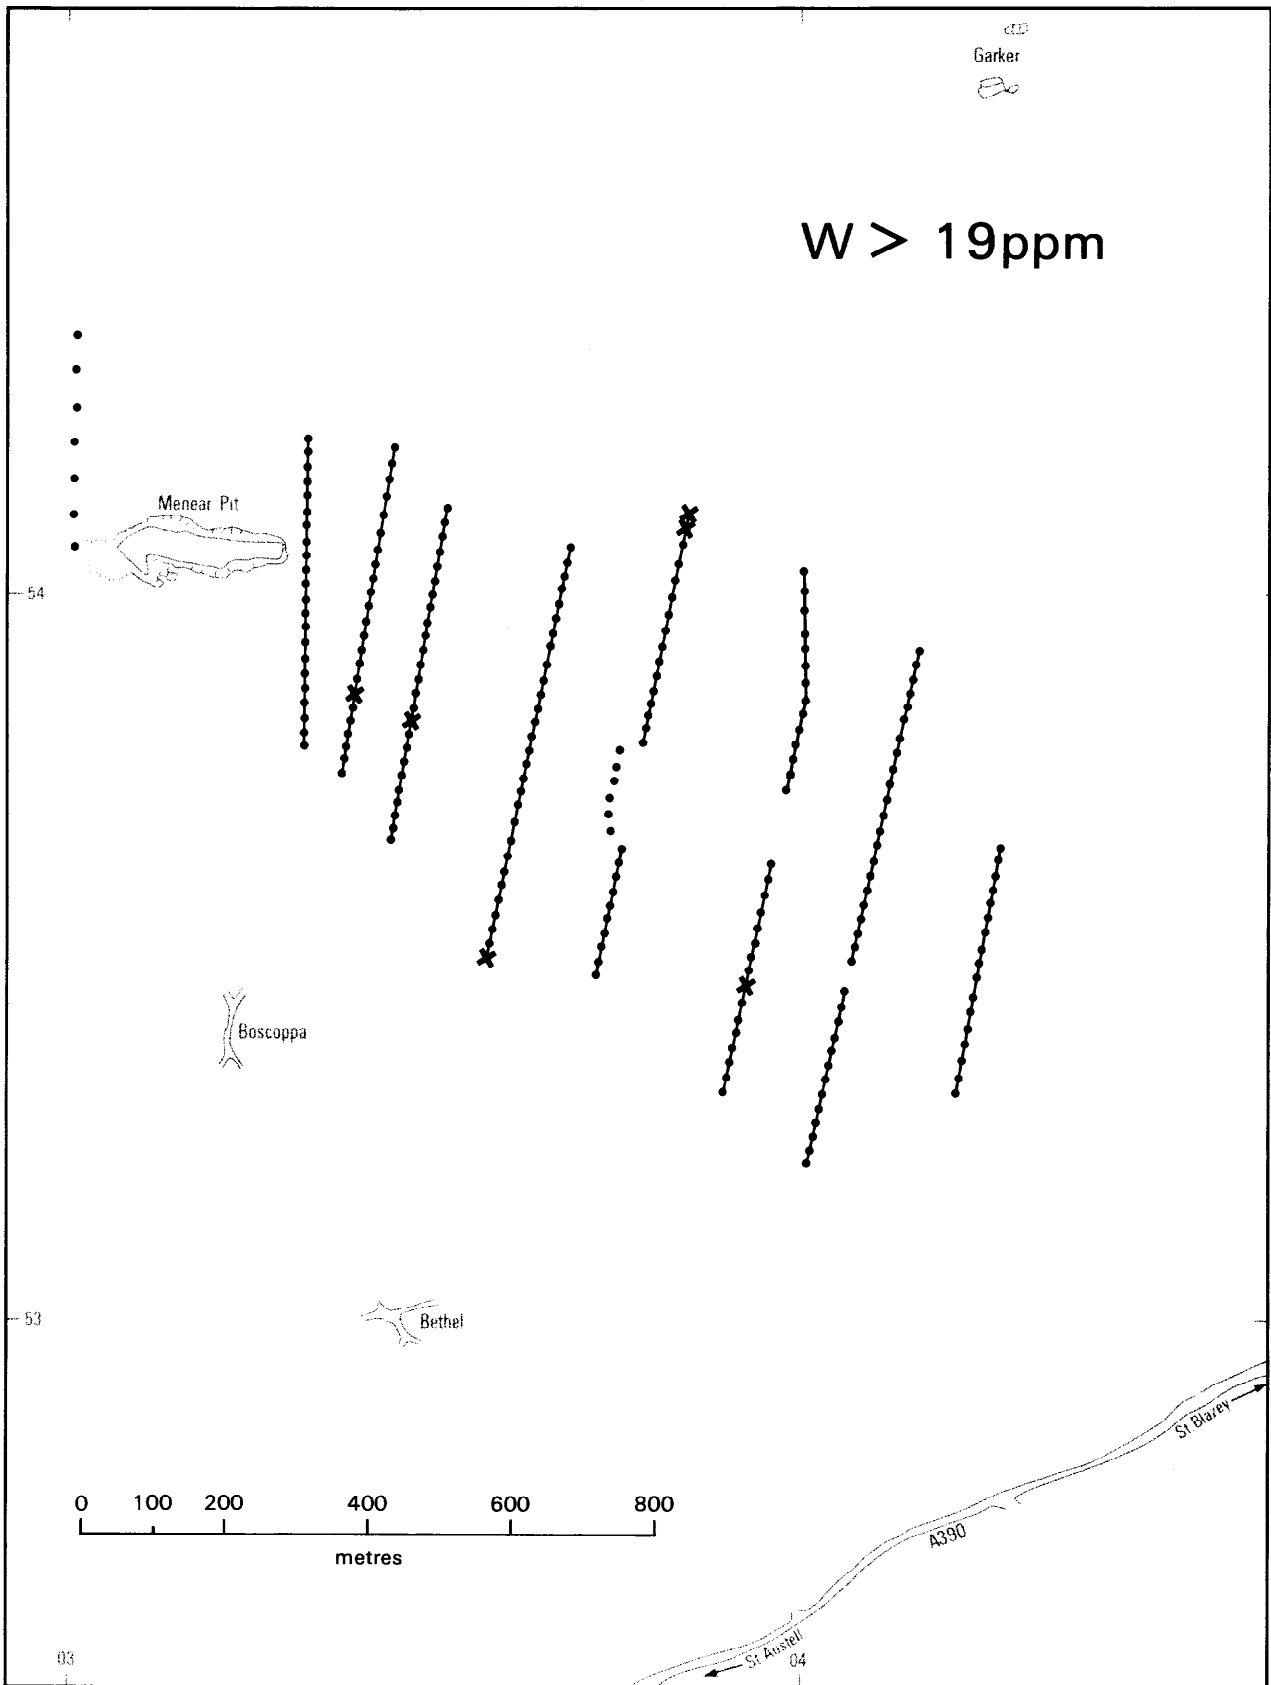 Garker
W > 19ppm
Menear Pit
54
Boscoppa
53
Bethel
St Blazey
0 100 200 400 600 800
metres
A390
St Austell
03 04